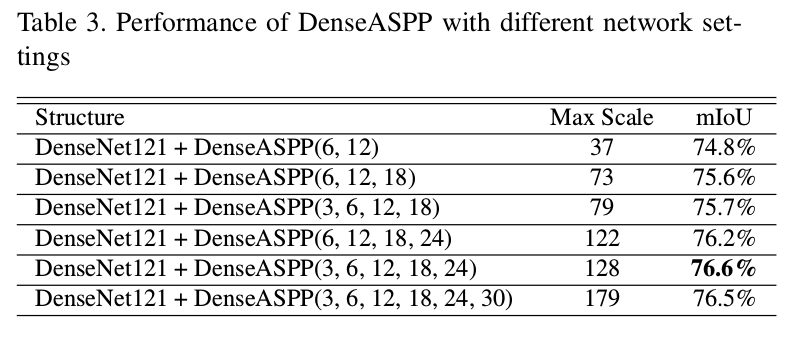 Table 3. Performance of DenseASPP with different network set-
tings
Structure Max Scale mIoU
DenseNet121 + DenseASPP(6, 12) 37 74.8%
DenseNet121 + DenseASPP(6, 12, 18) 73 75.6%
DenseNet121 + DenseASPP(3, 6, 12, 18) 79 75.7%
DenseNet121 + DenseASPP(6, 12, 18, 24) 122 76.2%
DenseNet121 + DenseASPP(3, 6, 12, 18, 24) 128 76.6%
DenseNet121 + DenseASPP(3, 6, 12, 18, 24, 30) 179 76.5%